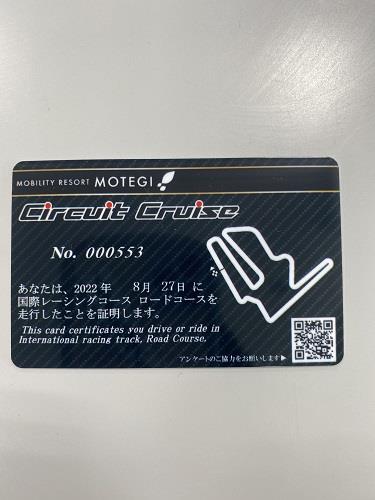 MOBILITY RESORT MOTEGI
Circuit Cruise
No. 000553
あなたは、2022年 8月 27日 に
国際レーシングコース ロードコースを
走行したことを証明します。
This card certificates you drive or ride in
International racing track, Road Course.
アンケートのご協力をお願いします▶